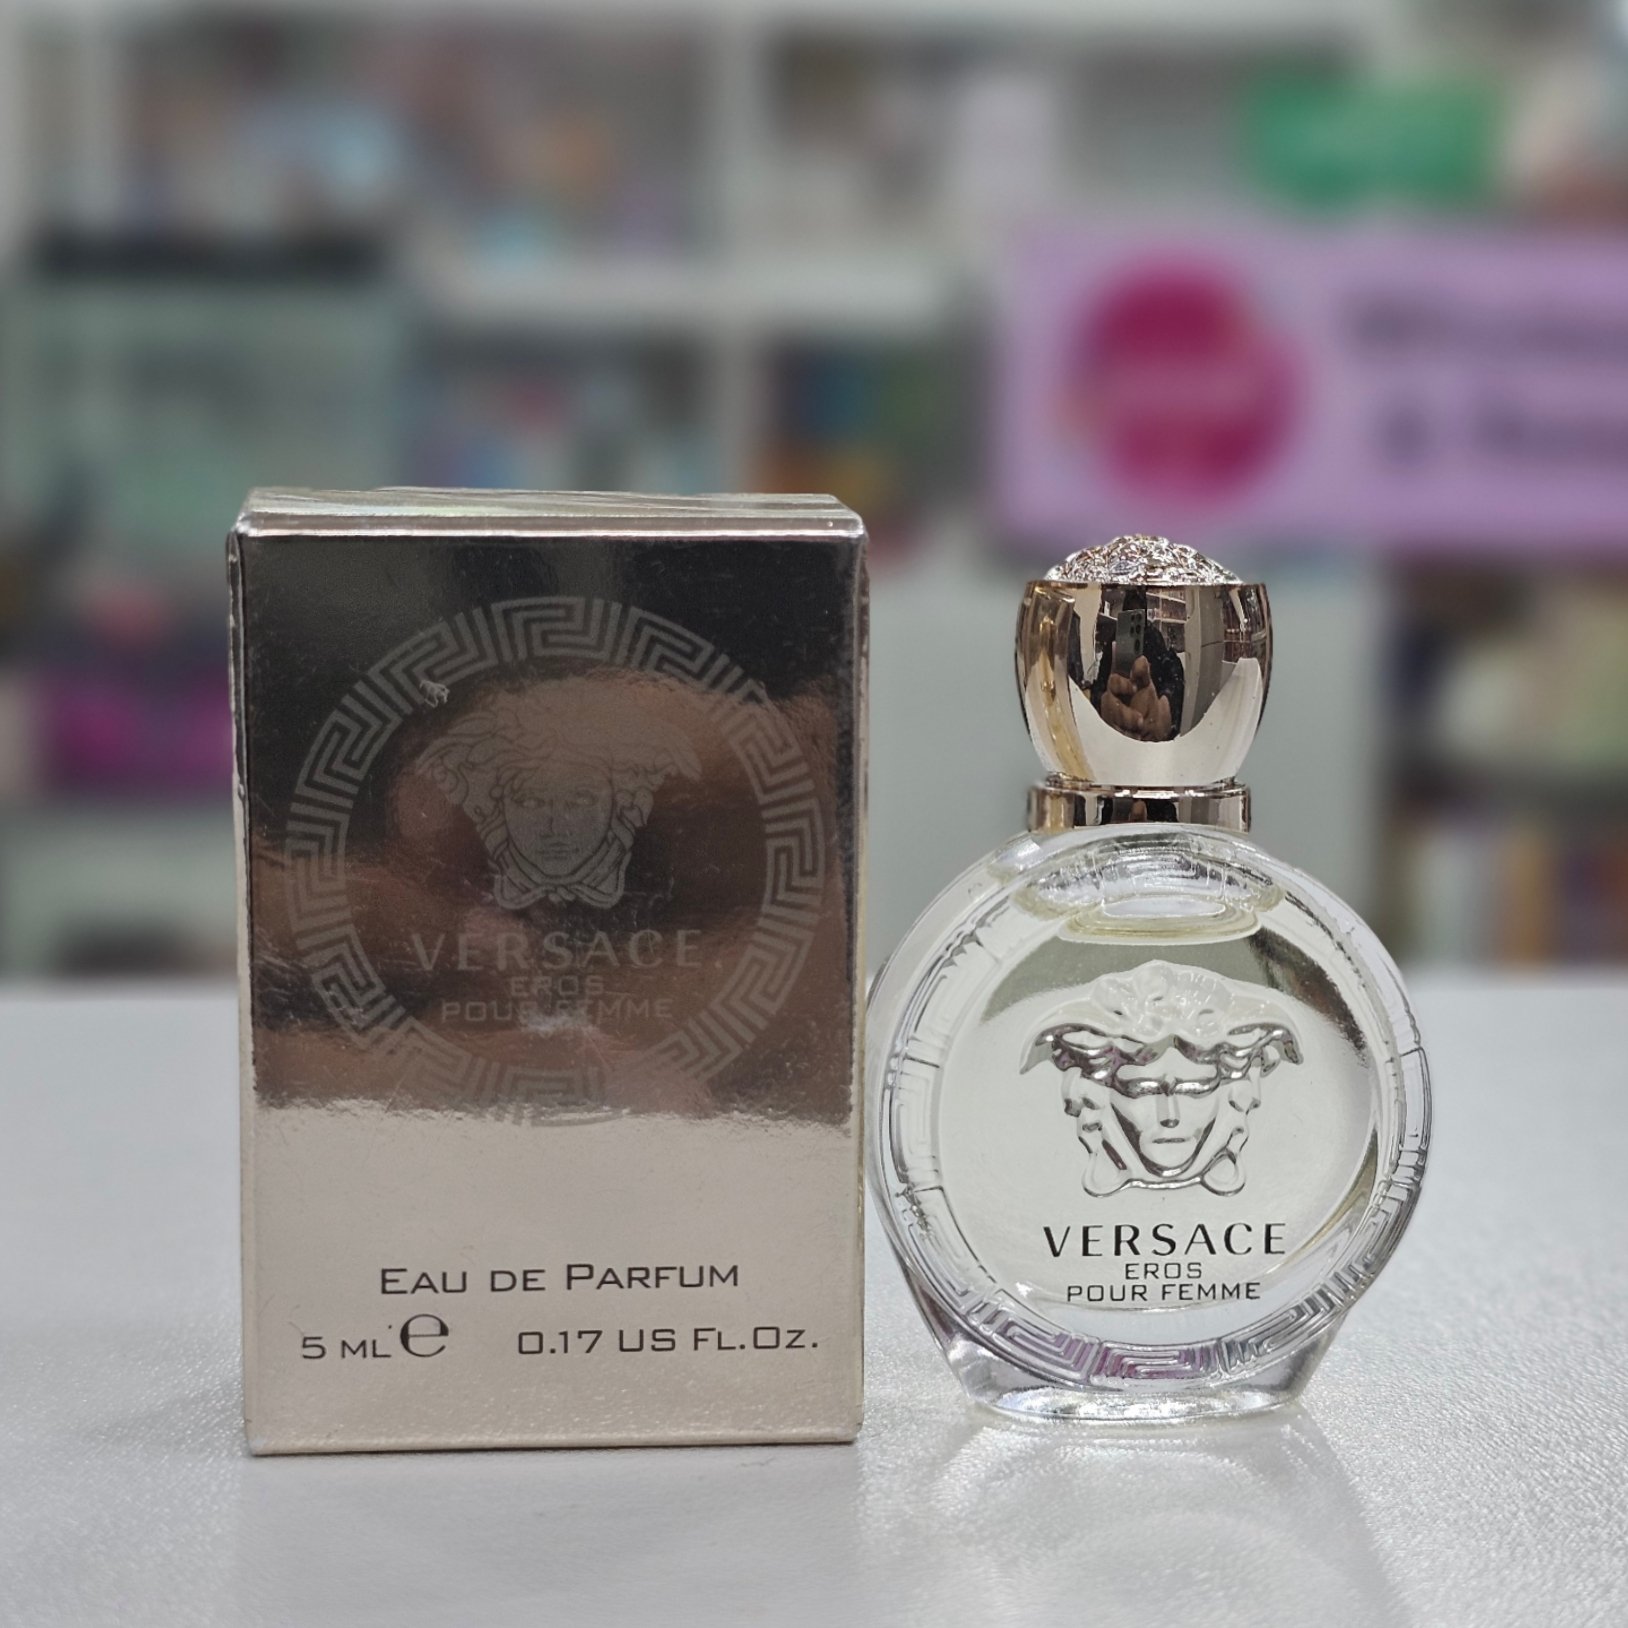 VERSACE
EROS
POUR FEMME
EAU DE PARFUM
5 ML e 0.17 US FL.OZ.
VERSACE
EROS
POUR FEMME